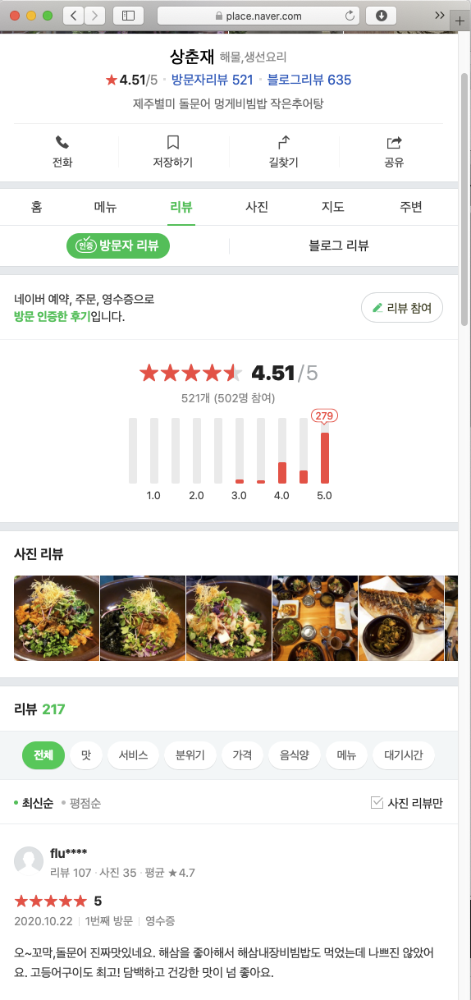 place.naver.com
상춘재 해물,생선요리
★4.51/5 · 방문자리뷰 521 · 블로그리뷰 635
제주별미 돌문어 멍게비빔밥 작은추어탕
전화 저장하기 길찾기 공유
홈 메뉴 리뷰 사진 지도 주변
인증 방문자 리뷰 블로그 리뷰
네이버 예약, 주문, 영수증으로
방문 인증한 후기입니다.
리뷰 참여
4.51/5
521개 (502명 참여)
279
1.0 2.0 3.0 4.0 5.0
사진 리뷰
리뷰 217
전체 맛 서비스 분위기 가격 음식양 메뉴 대기시간
• 최신순 • 평점순 사진 리뷰만
flu****
리뷰 107 · 사진 35 · 평균 ★4.7
★★★★★ 5
2020.10.22 | 1번째 방문 | 영수증
오~꼬막,돌문어 진짜맛있네요. 해삼을 좋아해서 해삼내장비빔밥도 먹었는데 나쁘진 않았어
요. 고등어구이도 최고! 담백하고 건강한 맛이 넘 좋아요.